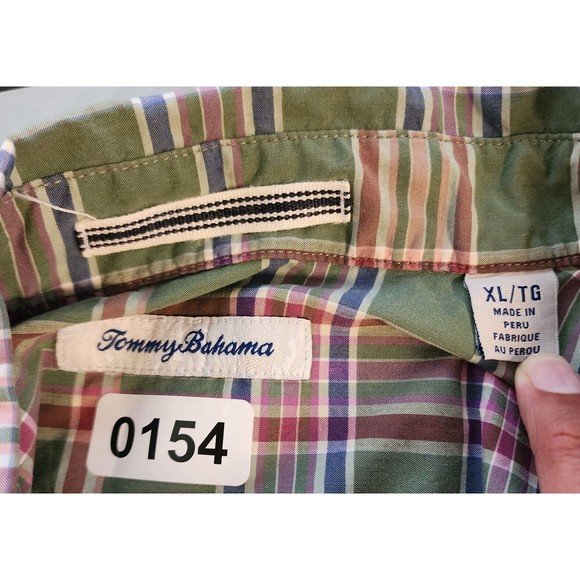 XL/TG
MADE IN
PERU
FABRIQUE
AU PEROU
Tommy Bahama
0154